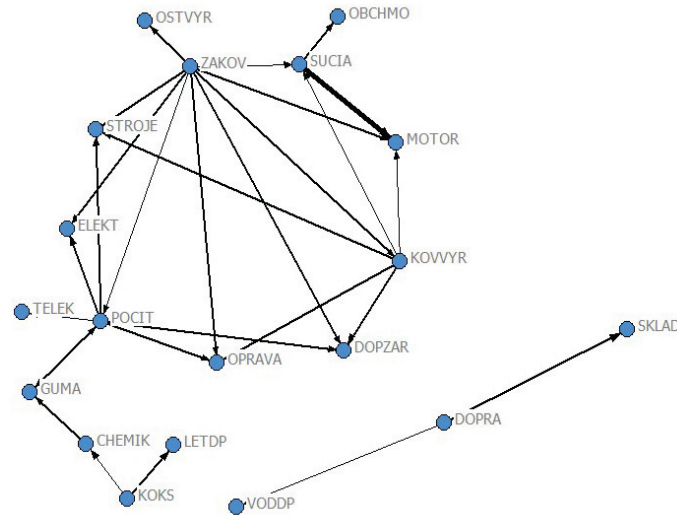 OSTVYR
OBCHMO
ZAKOV
SUCIA
STROJE
MOTOR
ELEKT
KOVVYR
TELEK
POCIT
SKLAD
OPRAVA
DOPZAR
GUMA
DOPRA
CHEMIK
LETDP
KOKS
VODDP